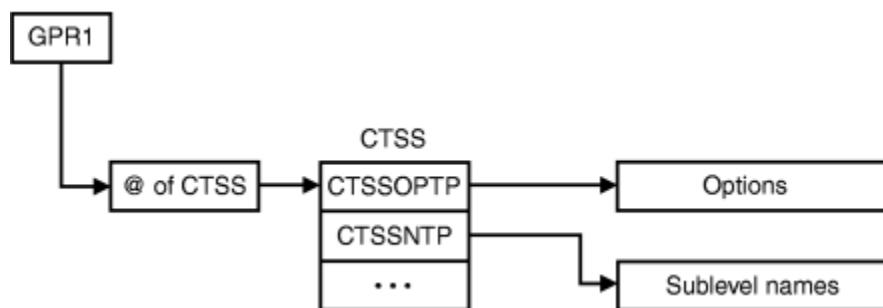 GPR1
CTSS
@ of CTSS
CTSSOPTP
Options
CTSSNTP
Sublevel names
...